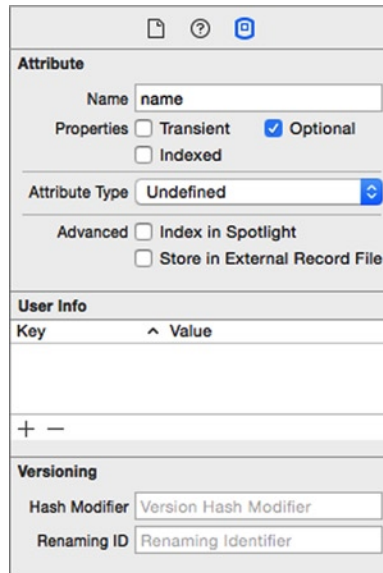 Attribute
Name name
Properties Transient Optional
Indexed
Attribute Type Undefined
Advanced Index in Spotlight
Store in External Record File
User Info
Key Value
Versioning
Hash Modifier Version Hash Modifier
Renaming ID Renaming Identifier